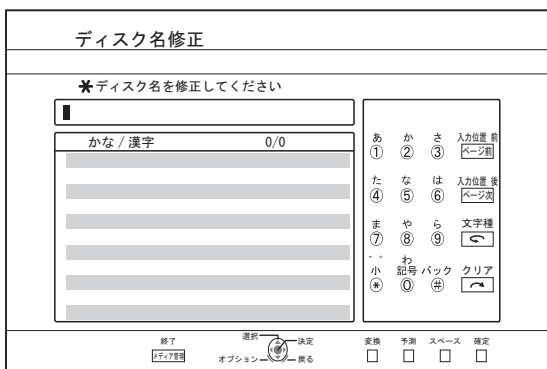 ディスク名修正
✱ディスク名を修正してください
かな / 漢字 0/0
あ か さ 入力位置 前
① ② ③ ページ前
た な は 入力位置 後
④ ⑤ ⑥ ページ次
ま や ら 文字種
⑦ ⑧ ⑨
゛゜ わ
小 記号 バック クリア
✱ ⓪ #
終了
メディア管理
選択
決定
オプション
戻る
変換 予測 スペース 確定